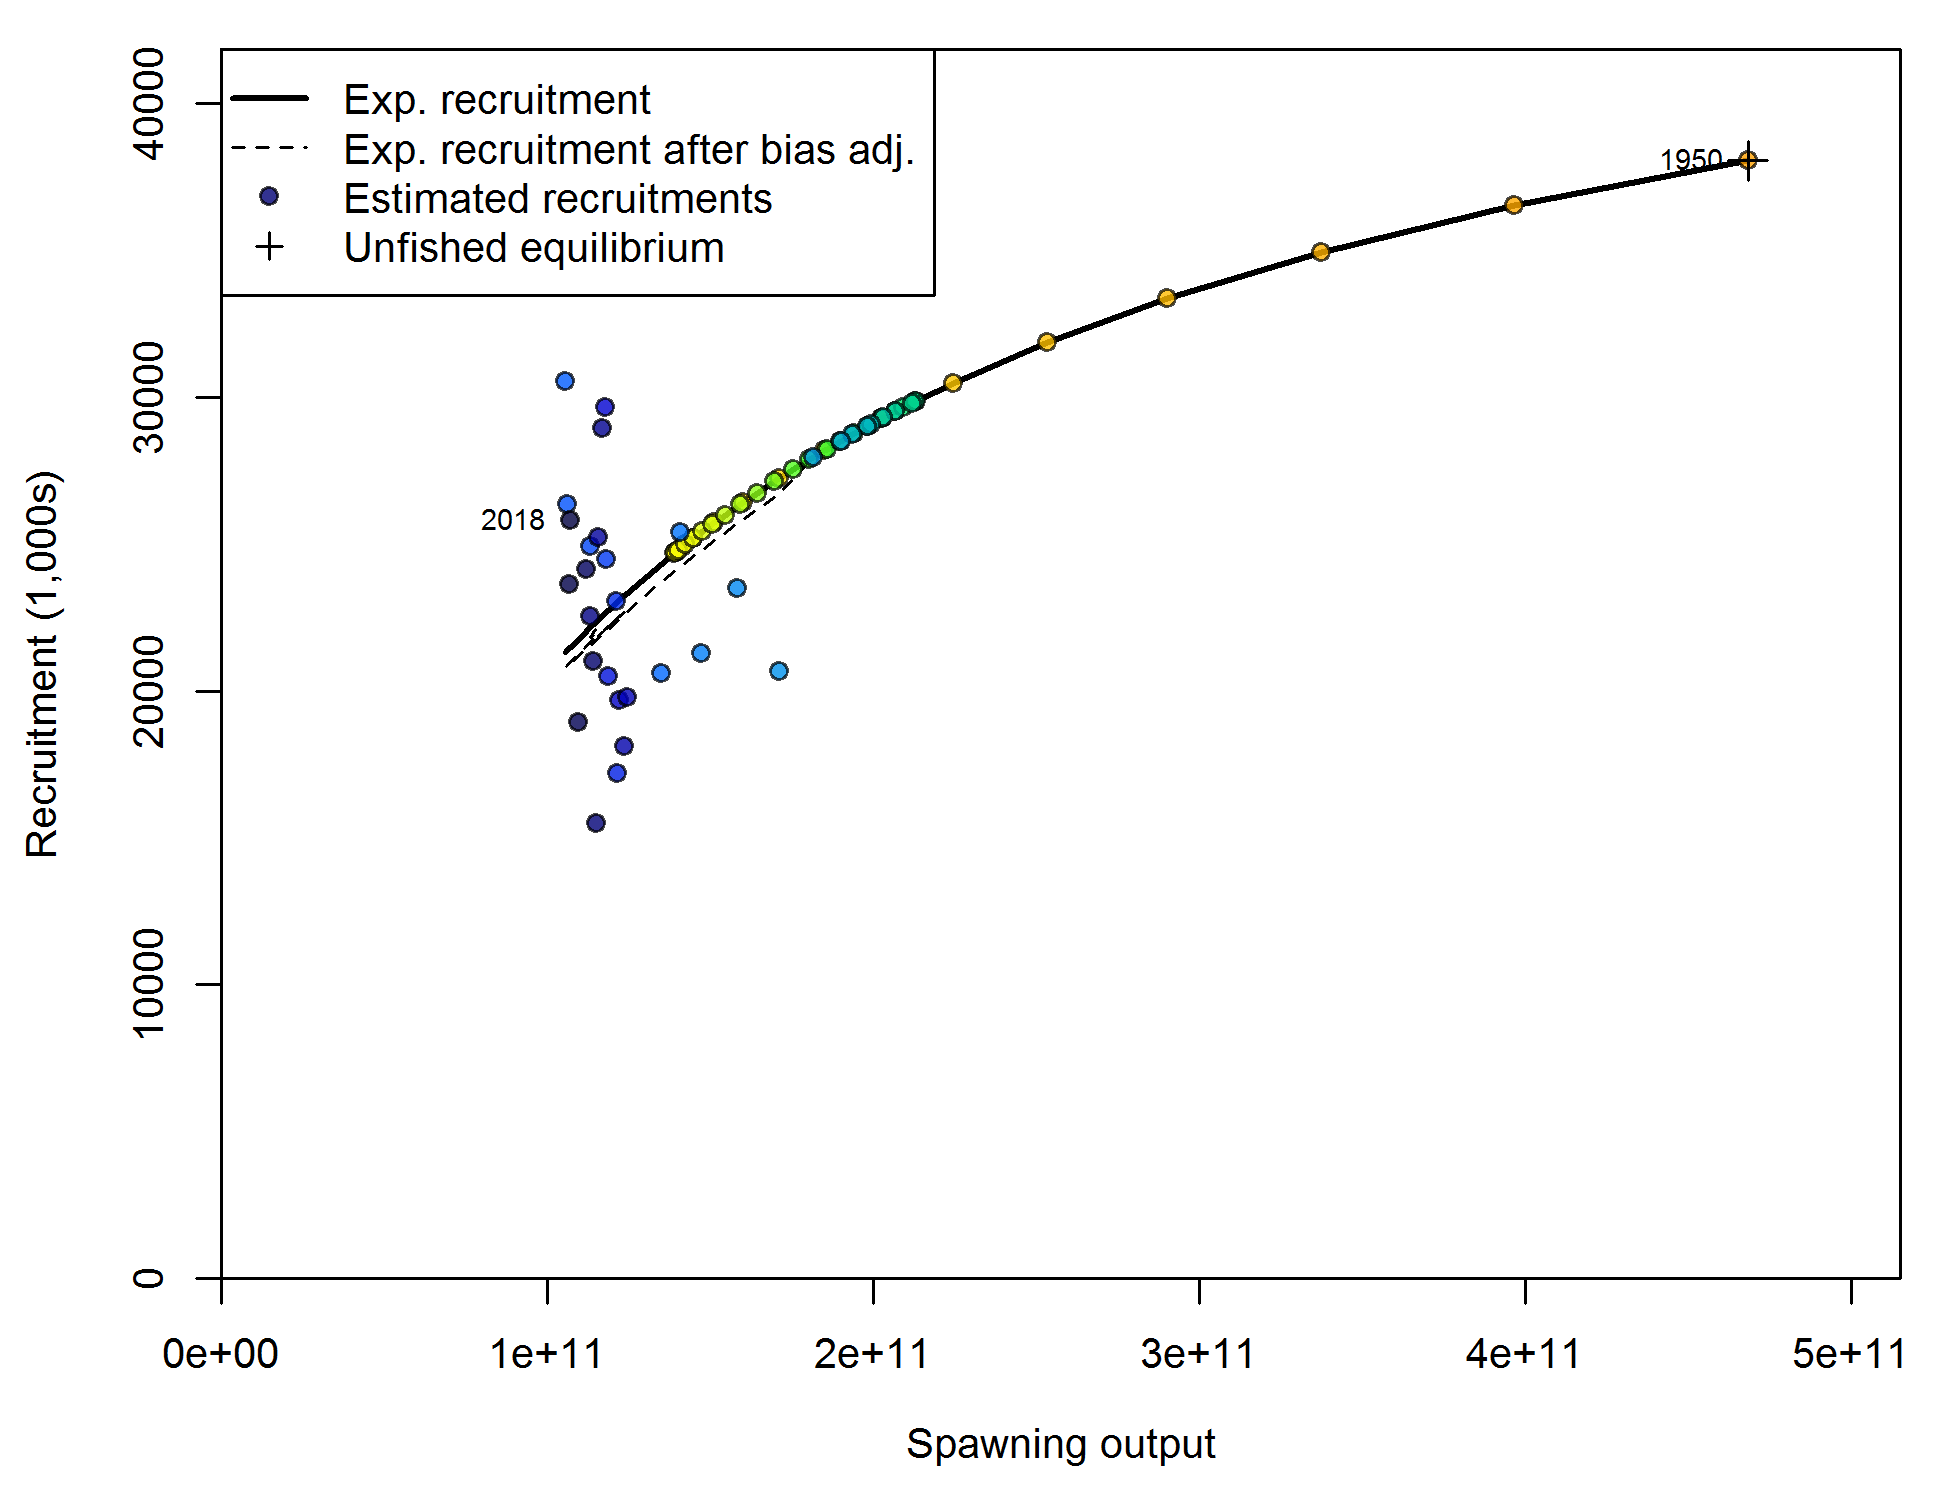 Exp. recruitment
Exp. recruitment after bias adj.
Estimated recruitments
Unfished equilibrium
1950
2018
Recruitment (1,000s)
40000
30000
20000
10000
0
0e+00 1e+11 2e+11 3e+11 4e+11 5e+11
Spawning output